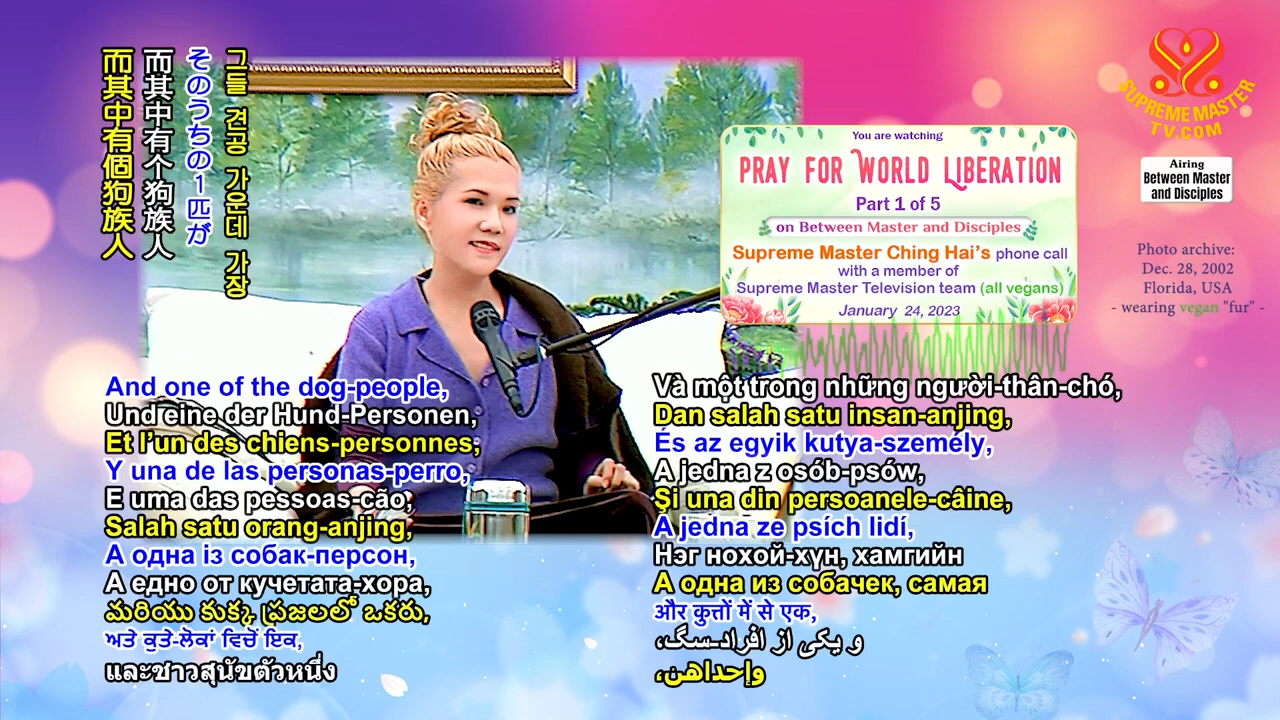 그들 견공 가운데 가장
そのうちの1匹が
而其中有个狗族人
而其中有個狗族人
SUPREME MASTER
TV.COM
Airing
Between Master
and Disciples
You are watching
PRAY FOR WORLD LIBERATION
Part 1 of 5
on Between Master and Disciples
Supreme Master Ching Hai's phone call
with a member of
Supreme Master Television team (all vegans)
January 24, 2023
Photo archive:
Dec. 28, 2002
Florida, USA
- wearing vegan "fur" -
And one of the dog-people,
Und eine der Hund-Personen,
Et l'un des chiens-personnes,
Y una de las personas-perro,
E uma das pessoas-cão,
Salah satu orang-anjing,
А одна із собак-персон,
А едно от кучетата-хора,
మరియు కుక్క ప్రజలలో ఒకరు,
ਅਤੇ ਕੁਤੇ-ਲੋਕਾਂ ਵਿਚੋਂ ਇਕ,
และชาวสุนัขตัวหนึ่ง
Và một trong những người-thân-chó,
Dan salah satu insan-anjing,
És az egyik kutya-személy,
A jedna z osób-psów,
Şi una din persoanele-câine,
A jedna ze psích lidí,
Нэг нохой-хүн, хамгийн
А одна из собачек, самая
और कुत्तों में से एक,
و یکی از افراد-سگ،
وإحداهن،